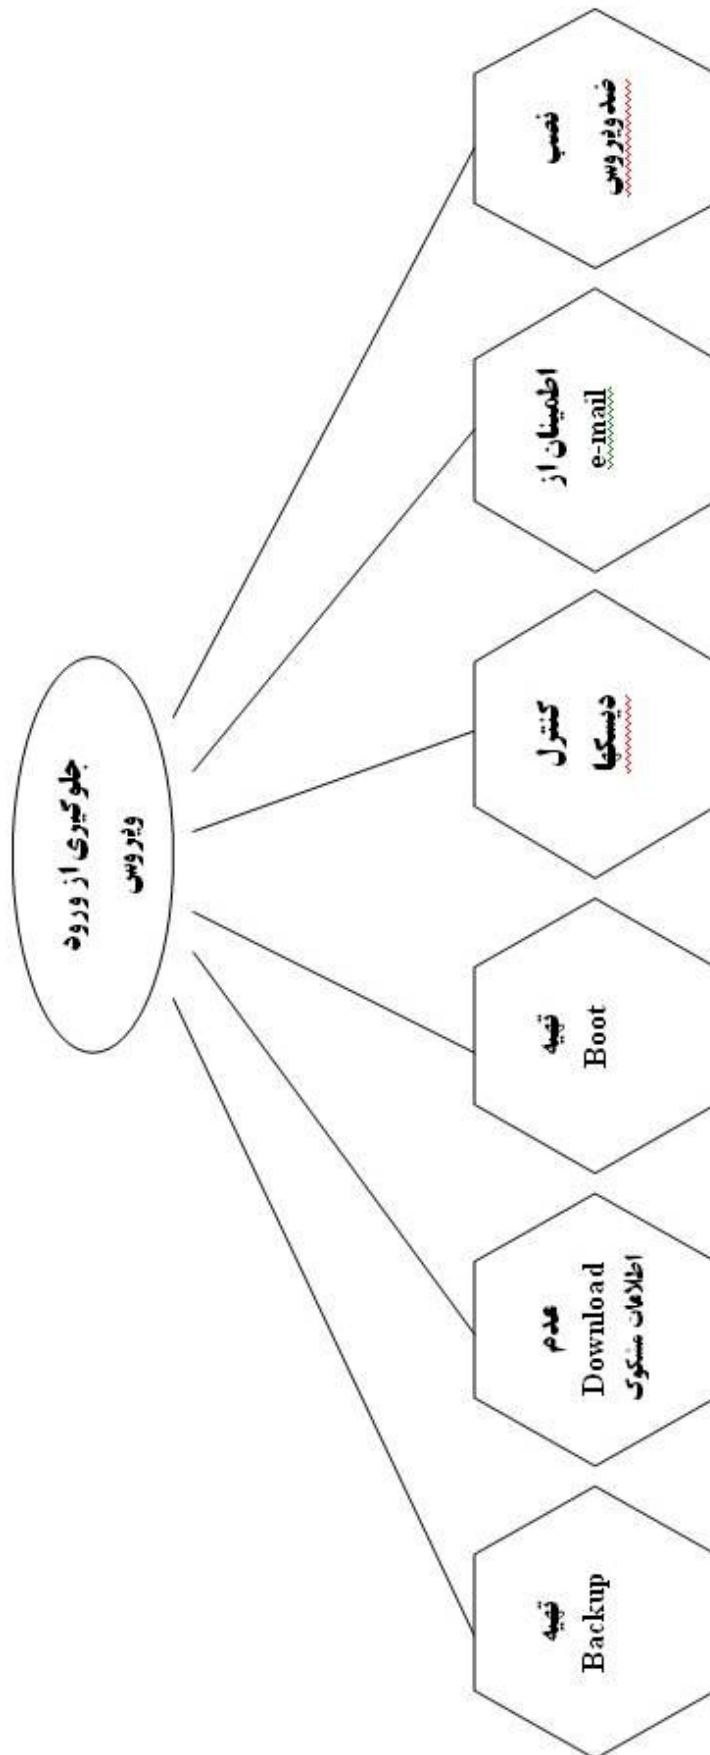 جلوگیری از ورود
ویروس
نصب
ضدویروس
اطمینان از
e-mail
کنترل
دیسکها
تهیه
Boot
عدم
Download
اطلاعات مشکوک
تهیه
Backup